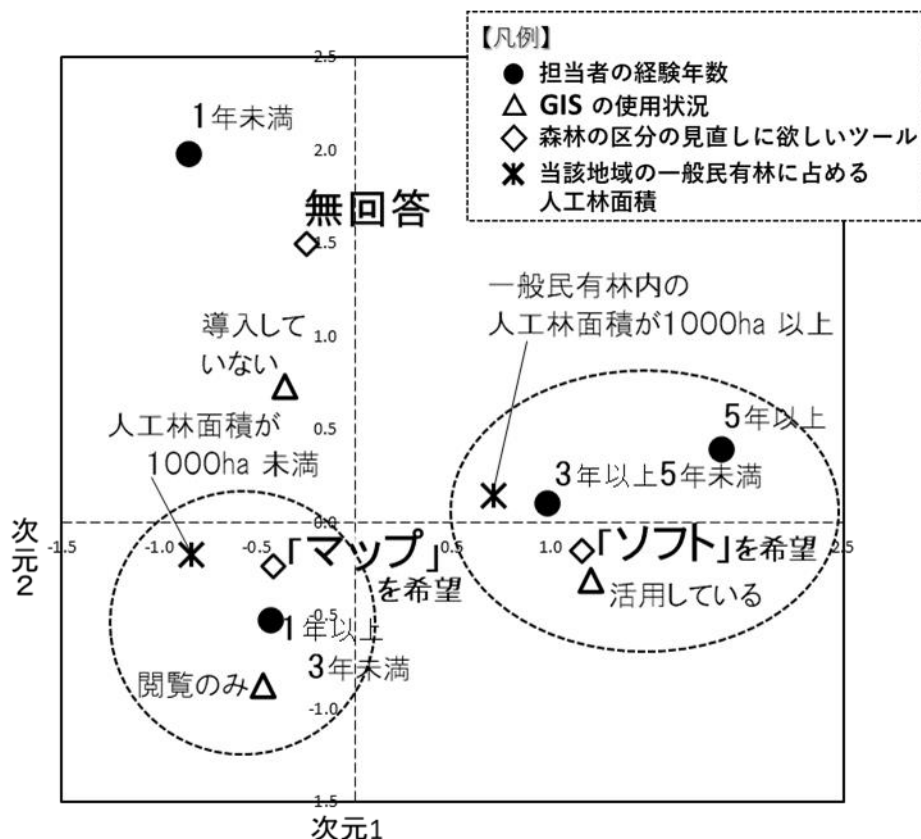 【凡例】
担当者の経験年数
GIS の使用状況
森林の区分の見直しに欲しいツール
当該地域の一般民有林に占める
人工林面積
2.5
1年未満
2.0
無回答
1.5
一般民有林内の
人工林面積が1000ha 以上
導入して
いない
1.0
人工林面積が
1000ha 未満
0.5
5年以上
3年以上5年未満
0.0
-1.5
-1.0
-0.5
0.5
1.0
2.5
「マップ」
を希望
「ソフト」を希望
活用している
-0.5
1年以上
3年未満
閲覧のみ
-1.0
1.5
次元2
次元1